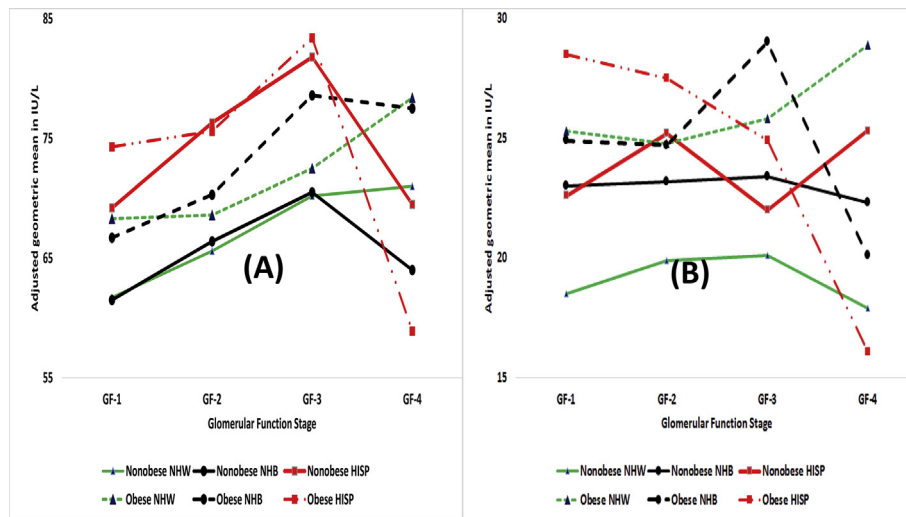 85
75
65
55
Adjusted geometric mean in IU/L
(A)
GF-1 GF-2 GF-3 GF-4
Glomerular Function Stage
Nonobese NHW Nonobese NHB Nonobese HISP
Obese NHW Obese NHB Obese HISP
30
25
20
15
Adjusted geometric mean in IU/L
(B)
GF-1 GF-2 GF-3 GF-4
Glomerular Function Stage
Nonobese NHW Nonobese NHB Nonobese HISP
Obese NHW Obese NHB Obese HISP